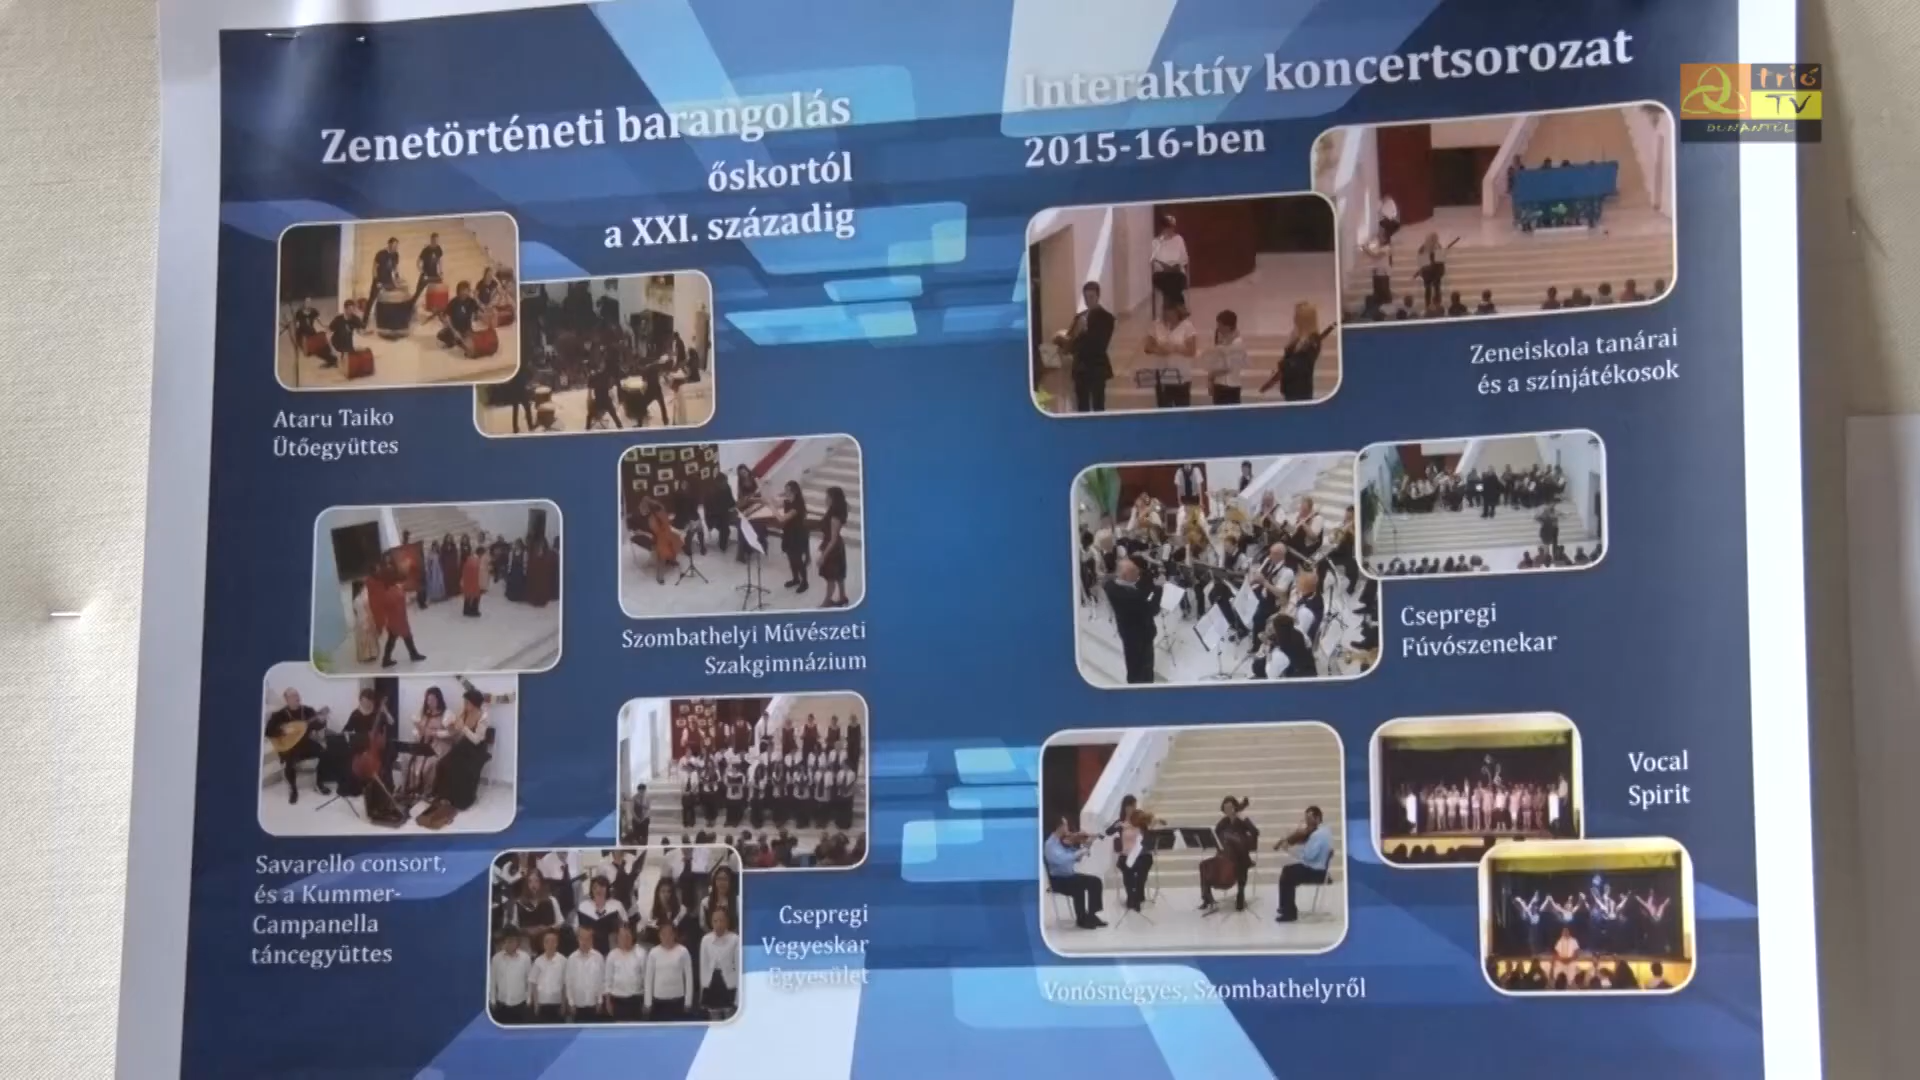 Zenetörténeti barangolás
őskortól
a XXI. századig
Interaktív koncertsorozat
2015-16-ben
trió
TV
DUNÁNTÚL
Ataru Taiko
Ütőegyüttes
Zeneiskola tanárai
és a színjátékosok
Szombathelyi Művészeti
Szakgimnázium
Csepregi
Fúvószenekar
Savarello consort,
és a Kummer-
Campanella
táncegyüttes
Csepregi
Vegyeskar
Egyesület
Vonósnégyes, Szombathelyről
Vocal
Spirit